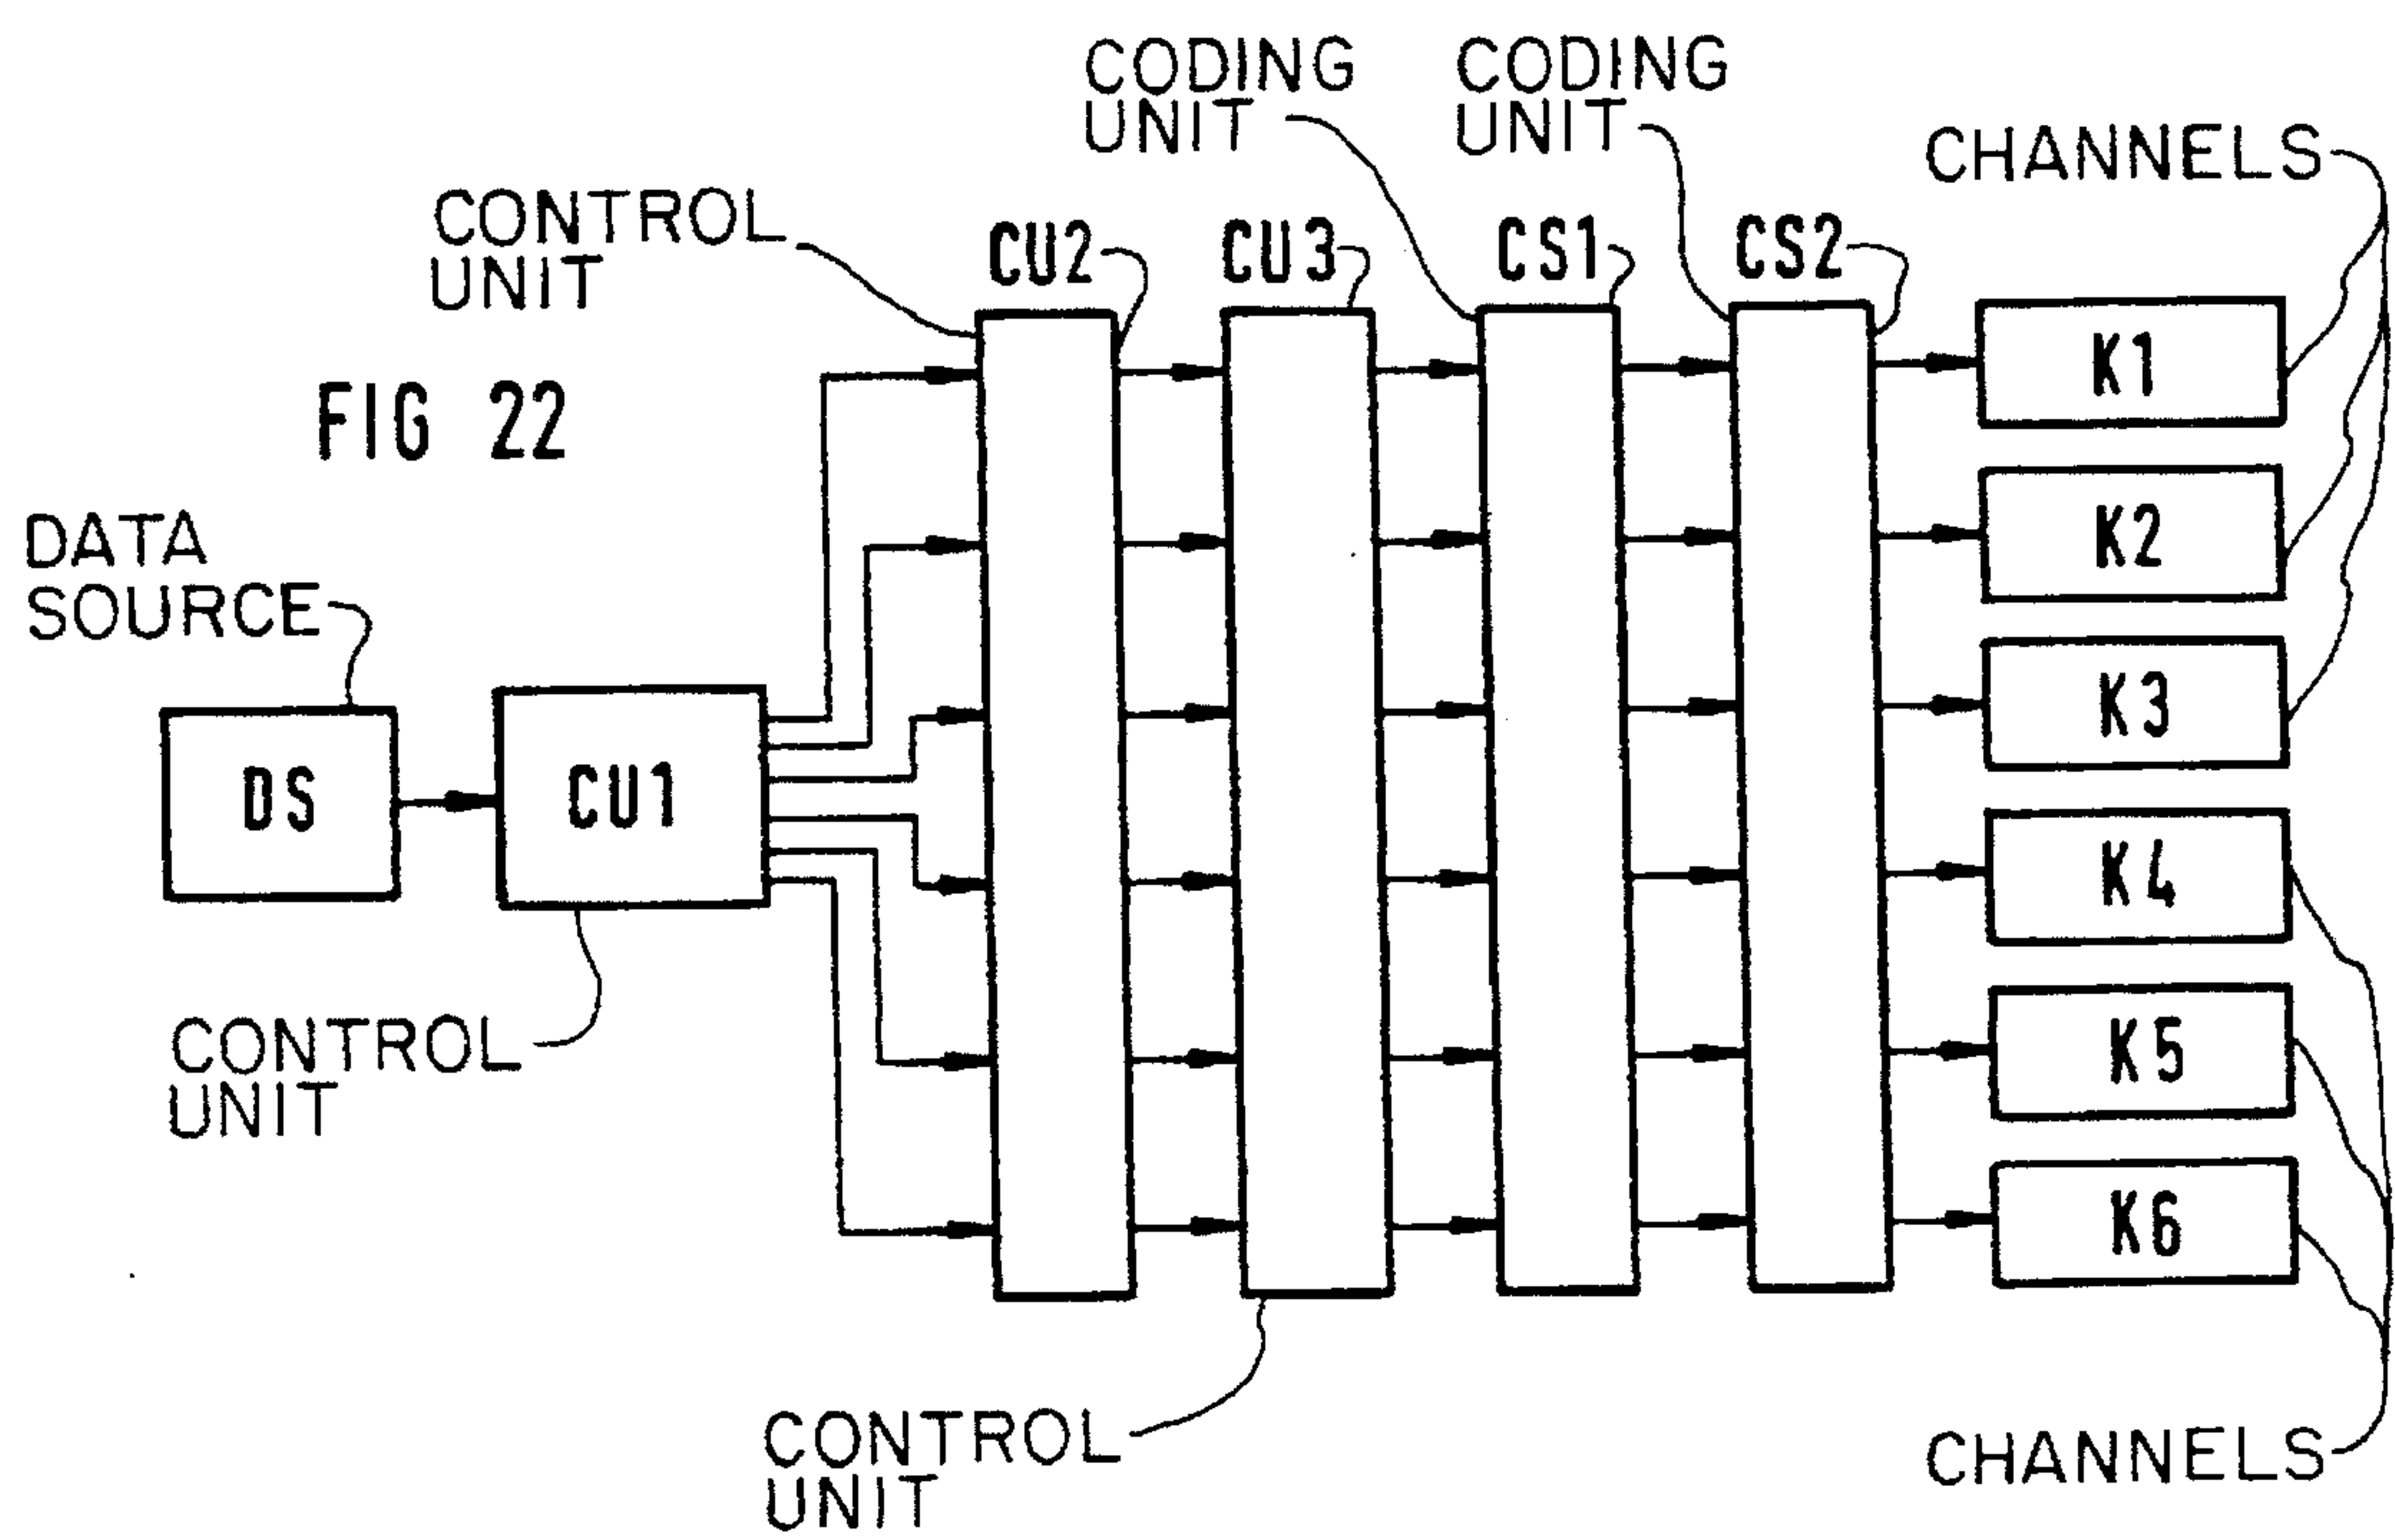 CODING
UNIT
CODING
UNIT
CHANNELS
CONTROL
UNIT
CU2
CU3
CS1
CS2
FIG 22
K1
K2
K3
K4
K5
K6
DATA
SOURCE
DS
CU1
CONTROL
UNIT
CONTROL
UNIT
CHANNELS